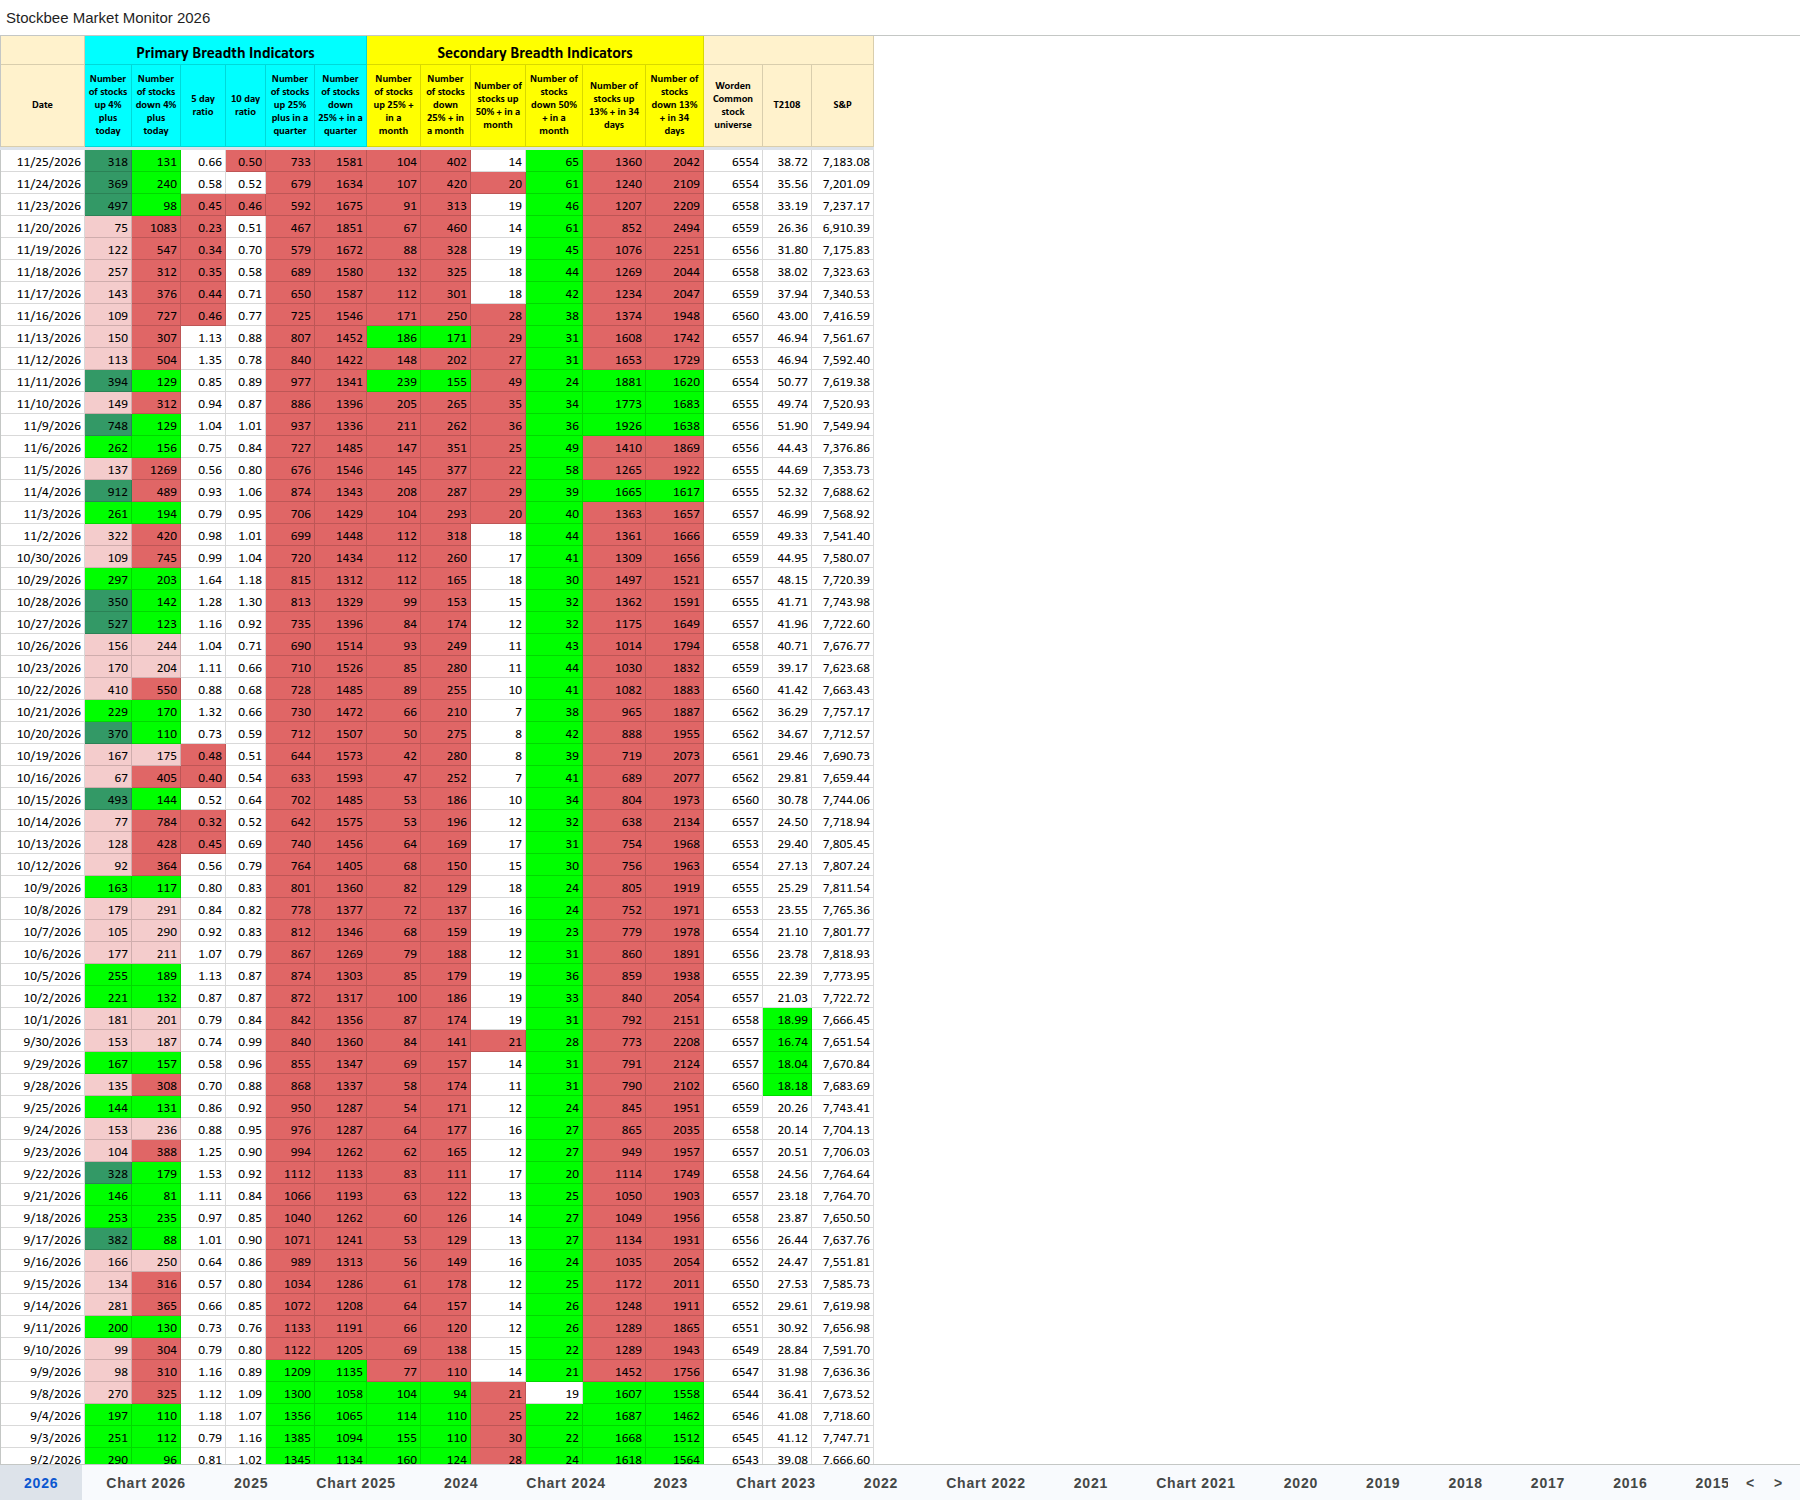 Stockbee Market Monitor 2026
Primary Breadth Indicators Secondary Breadth Indicators
Date Number of stocks up 4% plus today Number of stocks down 4% plus today 5 day ratio 10 day ratio Number of stocks up 25% plus in a quarter Number of stocks down 25% + in a quarter Number of stocks up 25% + in a month Number of stocks down 25% + in a month Number of stocks up 50% + in a month Number of stocks down 50% + in a month Number of stocks up 13% + in 34 days Number of stocks down 13% + in 34 days Worden Common stock universe T2108 S&P
11/25/2026 318 131 0.66 0.50 733 1581 104 402 14 65 1360 2042 6554 38.72 7,183.08
11/24/2026 369 240 0.58 0.52 679 1634 107 420 20 61 1240 2109 6554 35.56 7,201.09
11/23/2026 497 98 0.45 0.46 592 1675 91 313 19 46 1207 2209 6558 33.19 7,237.17
11/20/2026 75 1083 0.23 0.51 467 1851 67 460 14 61 852 2494 6559 26.36 6,910.39
11/19/2026 122 547 0.34 0.70 579 1672 88 328 19 45 1076 2251 6556 31.80 7,175.83
11/18/2026 257 312 0.35 0.58 689 1580 132 325 18 44 1269 2044 6558 38.02 7,323.63
11/17/2026 143 376 0.44 0.71 650 1587 112 301 18 42 1234 2047 6559 37.94 7,340.53
11/16/2026 109 727 0.46 0.77 725 1546 171 250 28 38 1374 1948 6560 43.00 7,416.59
11/13/2026 150 307 1.13 0.88 807 1452 186 171 29 31 1608 1742 6557 46.94 7,561.67
11/12/2026 113 504 1.35 0.78 840 1422 148 202 27 31 1653 1729 6553 46.94 7,592.40
11/11/2026 394 129 0.85 0.89 977 1341 239 155 49 24 1881 1620 6554 50.77 7,619.38
11/10/2026 149 312 0.94 0.87 886 1396 205 265 35 34 1773 1683 6555 49.74 7,520.93
11/9/2026 748 129 1.04 1.01 937 1336 211 262 36 36 1926 1638 6556 51.90 7,549.94
11/6/2026 262 156 0.75 0.84 727 1485 147 351 25 49 1410 1869 6556 44.43 7,376.86
11/5/2026 137 1269 0.56 0.80 676 1546 145 377 22 58 1265 1922 6555 44.69 7,353.73
11/4/2026 912 489 0.93 1.06 874 1343 208 287 29 39 1665 1617 6555 52.32 7,688.62
11/3/2026 261 194 0.79 0.95 706 1429 104 293 20 40 1363 1657 6557 46.99 7,568.92
11/2/2026 322 420 0.98 1.01 699 1448 112 318 18 44 1361 1666 6559 49.33 7,541.40
10/30/2026 109 745 0.99 1.04 720 1434 112 260 17 41 1309 1656 6559 44.95 7,580.07
10/29/2026 297 203 1.64 1.18 815 1312 112 165 18 30 1497 1521 6557 48.15 7,720.39
10/28/2026 350 142 1.28 1.30 813 1329 99 153 15 32 1362 1591 6555 41.71 7,743.98
10/27/2026 527 123 1.16 0.92 735 1396 84 174 12 32 1175 1649 6557 41.96 7,722.60
10/26/2026 156 244 1.04 0.71 690 1514 93 249 11 43 1014 1794 6558 40.71 7,676.77
10/23/2026 170 204 1.11 0.66 710 1526 85 280 11 44 1030 1832 6559 39.17 7,623.68
10/22/2026 410 550 0.88 0.68 728 1485 89 255 10 41 1082 1883 6560 41.42 7,663.43
10/21/2026 229 170 1.32 0.66 730 1472 66 210 7 38 965 1887 6562 36.29 7,757.17
10/20/2026 370 110 0.73 0.59 712 1507 50 275 8 42 888 1955 6562 34.67 7,712.57
10/19/2026 167 175 0.48 0.51 644 1573 42 280 8 39 719 2073 6561 29.46 7,690.73
10/16/2026 67 405 0.40 0.54 633 1593 47 252 7 41 689 2077 6562 29.81 7,659.44
10/15/2026 493 144 0.52 0.64 702 1485 53 186 10 34 804 1973 6560 30.78 7,744.06
10/14/2026 77 784 0.32 0.52 642 1575 53 196 12 32 638 2134 6557 24.50 7,718.94
10/13/2026 128 428 0.45 0.69 740 1456 64 169 17 31 754 1968 6553 29.40 7,805.45
10/12/2026 92 364 0.56 0.79 764 1405 68 150 15 30 756 1963 6554 27.13 7,807.24
10/9/2026 163 117 0.80 0.83 801 1360 82 129 18 24 805 1919 6555 25.29 7,811.54
10/8/2026 179 291 0.84 0.82 778 1377 72 137 16 24 752 1971 6553 23.55 7,765.36
10/7/2026 105 290 0.92 0.83 812 1346 68 159 19 23 779 1978 6554 21.10 7,801.77
10/6/2026 177 211 1.07 0.79 867 1269 79 188 12 31 860 1891 6556 23.78 7,818.93
10/5/2026 255 189 1.13 0.87 874 1303 85 179 19 36 859 1938 6555 22.39 7,773.95
10/2/2026 221 132 0.87 0.87 872 1317 100 186 19 33 840 2054 6557 21.03 7,722.72
10/1/2026 181 201 0.79 0.84 842 1356 87 174 19 31 792 2151 6558 18.99 7,666.45
9/30/2026 153 187 0.74 0.99 840 1360 84 141 21 28 773 2208 6557 16.74 7,651.54
9/29/2026 167 157 0.58 0.96 855 1347 69 157 14 31 791 2124 6557 18.04 7,670.84
9/28/2026 135 308 0.70 0.88 868 1337 58 174 11 31 790 2102 6560 18.18 7,683.69
9/25/2026 144 131 0.86 0.92 950 1287 54 171 12 24 845 1951 6559 20.26 7,743.41
9/24/2026 153 236 0.88 0.95 976 1287 64 177 16 27 865 2035 6558 20.14 7,704.13
9/23/2026 104 388 1.25 0.90 994 1262 62 165 12 27 949 1957 6557 20.51 7,706.03
9/22/2026 328 179 1.53 0.92 1112 1133 83 111 17 20 1114 1749 6558 24.56 7,764.64
9/21/2026 146 81 1.11 0.84 1066 1193 63 122 13 25 1050 1903 6557 23.18 7,764.70
9/18/2026 253 235 0.97 0.85 1040 1262 60 126 14 27 1049 1956 6558 23.87 7,650.50
9/17/2026 382 88 1.01 0.90 1071 1241 53 129 13 27 1134 1931 6556 26.44 7,637.76
9/16/2026 166 250 0.64 0.86 989 1313 56 149 16 24 1035 2054 6552 24.47 7,551.81
9/15/2026 134 316 0.57 0.80 1034 1286 61 178 12 25 1172 2011 6550 27.53 7,585.73
9/14/2026 281 365 0.66 0.85 1072 1208 64 157 14 26 1248 1911 6552 29.61 7,619.98
9/11/2026 200 130 0.73 0.76 1133 1191 66 120 12 26 1289 1865 6551 30.92 7,656.98
9/10/2026 99 304 0.79 0.80 1122 1205 69 138 15 22 1289 1943 6549 28.84 7,591.70
9/9/2026 98 310 1.16 0.89 1209 1135 77 110 14 21 1452 1756 6547 31.98 7,636.36
9/8/2026 270 325 1.12 1.09 1300 1058 104 94 21 19 1607 1558 6544 36.41 7,673.52
9/4/2026 197 110 1.18 1.07 1356 1065 114 110 25 22 1687 1462 6546 41.08 7,718.60
9/3/2026 251 112 0.79 1.16 1385 1094 155 110 30 22 1668 1512 6545 41.12 7,747.71
9/2/2026 290 96 0.81 1.02 1345 1134 160 124 28 24 1618 1564 6543 39.08 7,666.60
2026 Chart 2026 2025 Chart 2025 2024 Chart 2024 2023 Chart 2023 2022 Chart 2022 2021 Chart 2021 2020 2019 2018 2017 2016 2015 < >